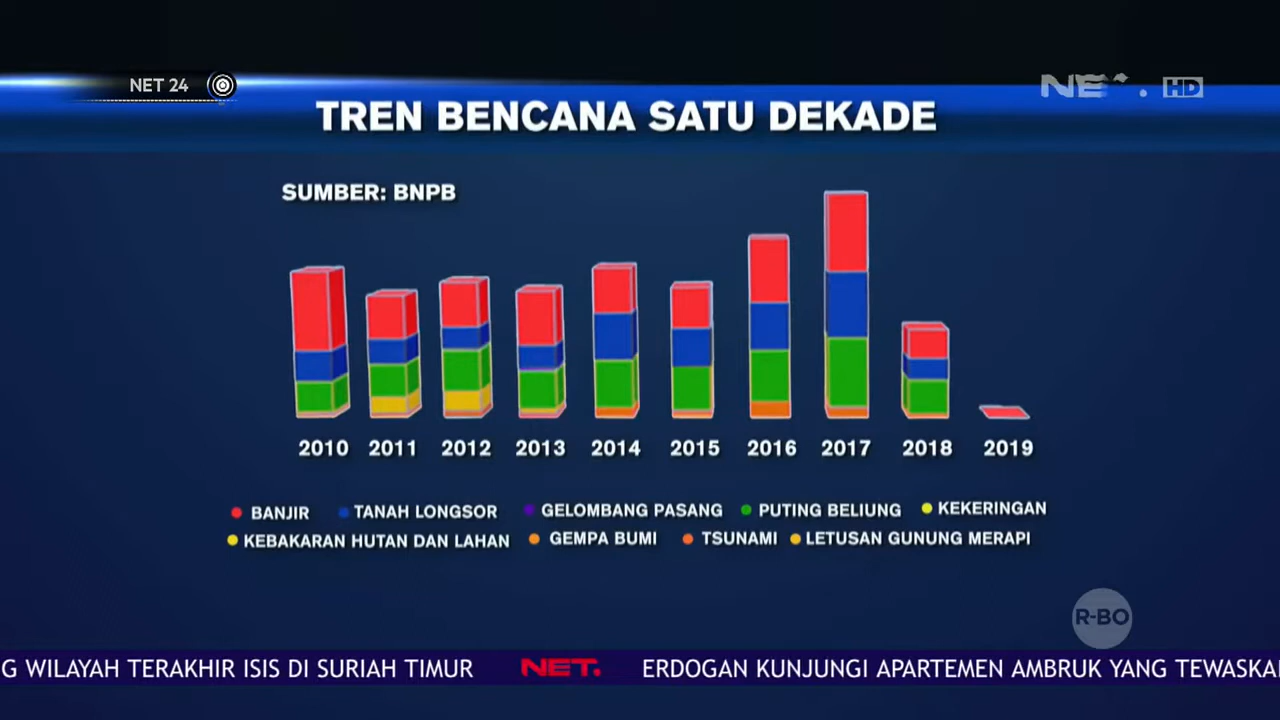 NET 24
NET. HD
TREN BENCANA SATU DEKADE
SUMBER: BNPB
2010 2011 2012 2013 2014 2015 2016 2017 2018 2019
BANJIR TANAH LONGSOR GELOMBANG PASANG PUTING BELIUNG KEKERINGAN
KEBAKARAN HUTAN DAN LAHAN GEMPA BUMI TSUNAMI LETUSAN GUNUNG MERAPI
R-BO
G WILAYAH TERAKHIR ISIS DI SURIAH TIMUR NET. ERDOGAN KUNJUNGI APARTEMEN AMBRUK YANG TEWASKA